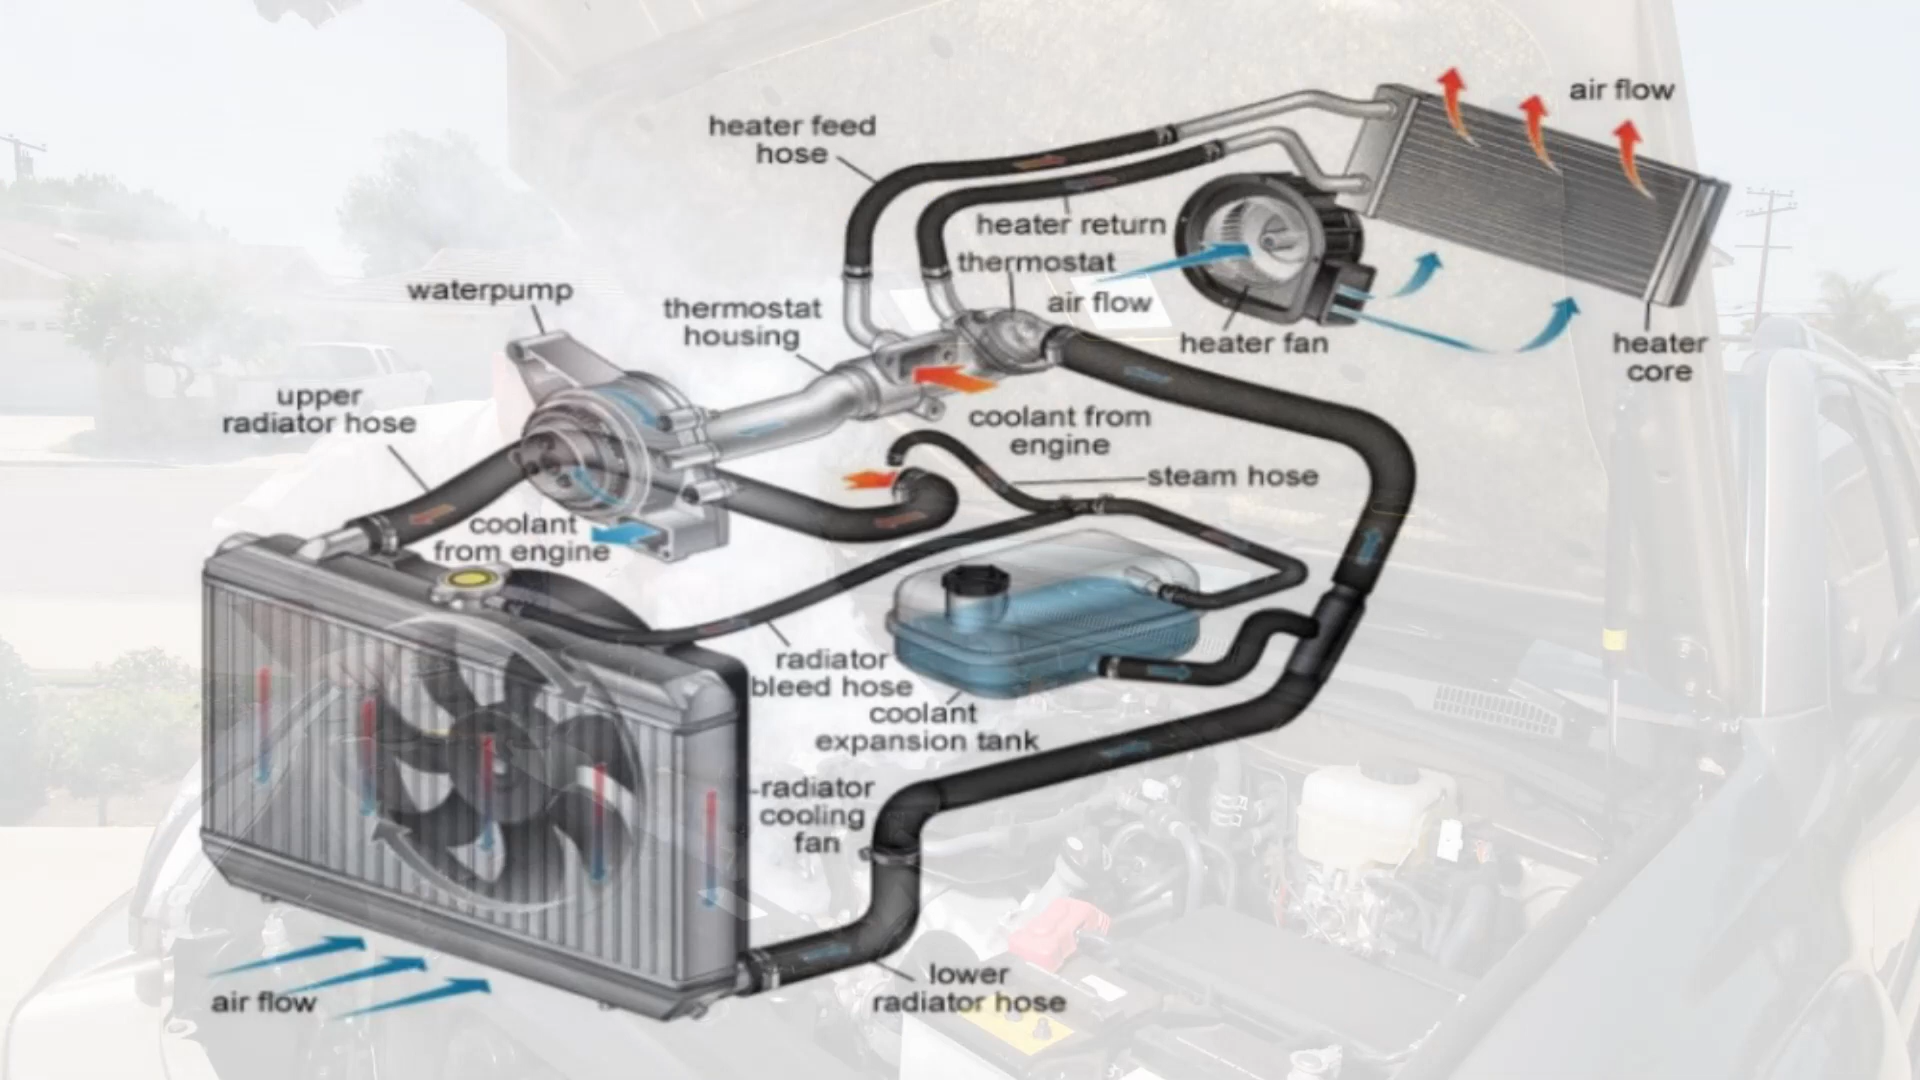 air flow
heater feed
hose
heater return
thermostat
air flow
heater fan
heater
core
waterpump
thermostat
housing
upper
radiator hose
coolant from
engine
steam hose
coolant
from engine
radiator
bleed hose
coolant
expansion tank
radiator
cooling
fan
lower
radiator hose
air flow